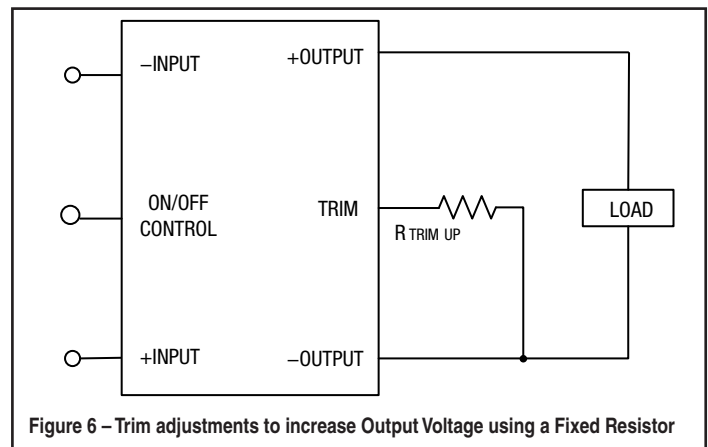 −INPUT
+OUTPUT
ON/OFF
CONTROL
TRIM
R TRIM UP
LOAD
+INPUT
−OUTPUT
Figure 6 – Trim adjustments to increase Output Voltage using a Fixed Resistor